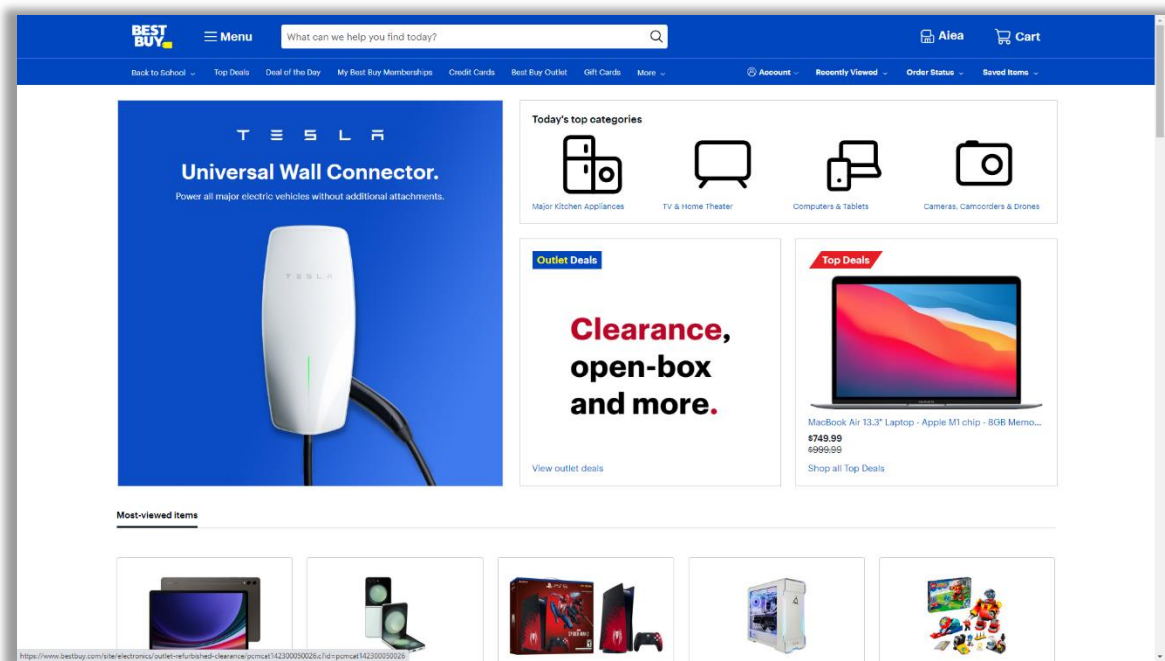 BEST BUY
Menu
What can we help you find today?
Aiea
Cart
Back to School
Top Deals
Deal of the Day
My Best Buy Memberships
Credit Cards
Best Buy Outlet
Gift Cards
More
Account
Recently Viewed
Order Status
Saved Items
TESLA
Universal Wall Connector.
Power all major electric vehicles without additional attachments.
TESLA
Today's top categories
Major Kitchen Appliances
TV & Home Theater
Computers & Tablets
Cameras, Camcorders & Drones
Outlet Deals
Clearance,
open-box
and more.
View outlet deals
Top Deals
MacBook Air 13.3" Laptop - Apple M1 chip - 8GB Memo...
$749.99
$999.99
Shop all Top Deals
Most-viewed items
https://www.bestbuy.com/site/electronics/outlet-refurbished-clearance/pcmcat142300050026.c?id=pcmcat142300050026